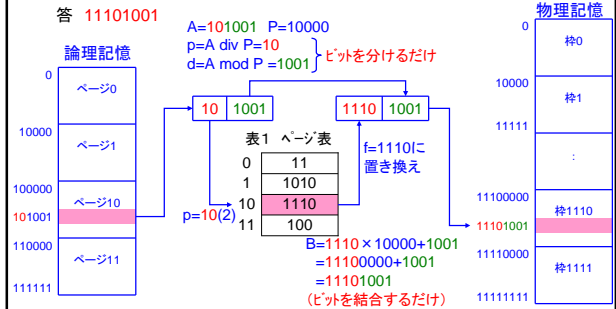 答 11101001
論理記憶
0
ページ0
10000
ページ1
100000
ページ10
101001
110000
ページ11
111111
A=101001 P=10000
p=A div P=10
d=A mod P =1001
ビットを分けるだけ
10 1001
1110 1001
表1 ページ表
0 11
1 1010
10 1110
11 100
p=10(2)
f=1110に
置き換え
B=1110×10000+1001
=11100000+1001
=11101001
(ビットを結合するだけ)
物理記憶
0
枠0
10000
枠1
11111
:
11100000
枠1110
11101001
11110000
枠1111
11111111